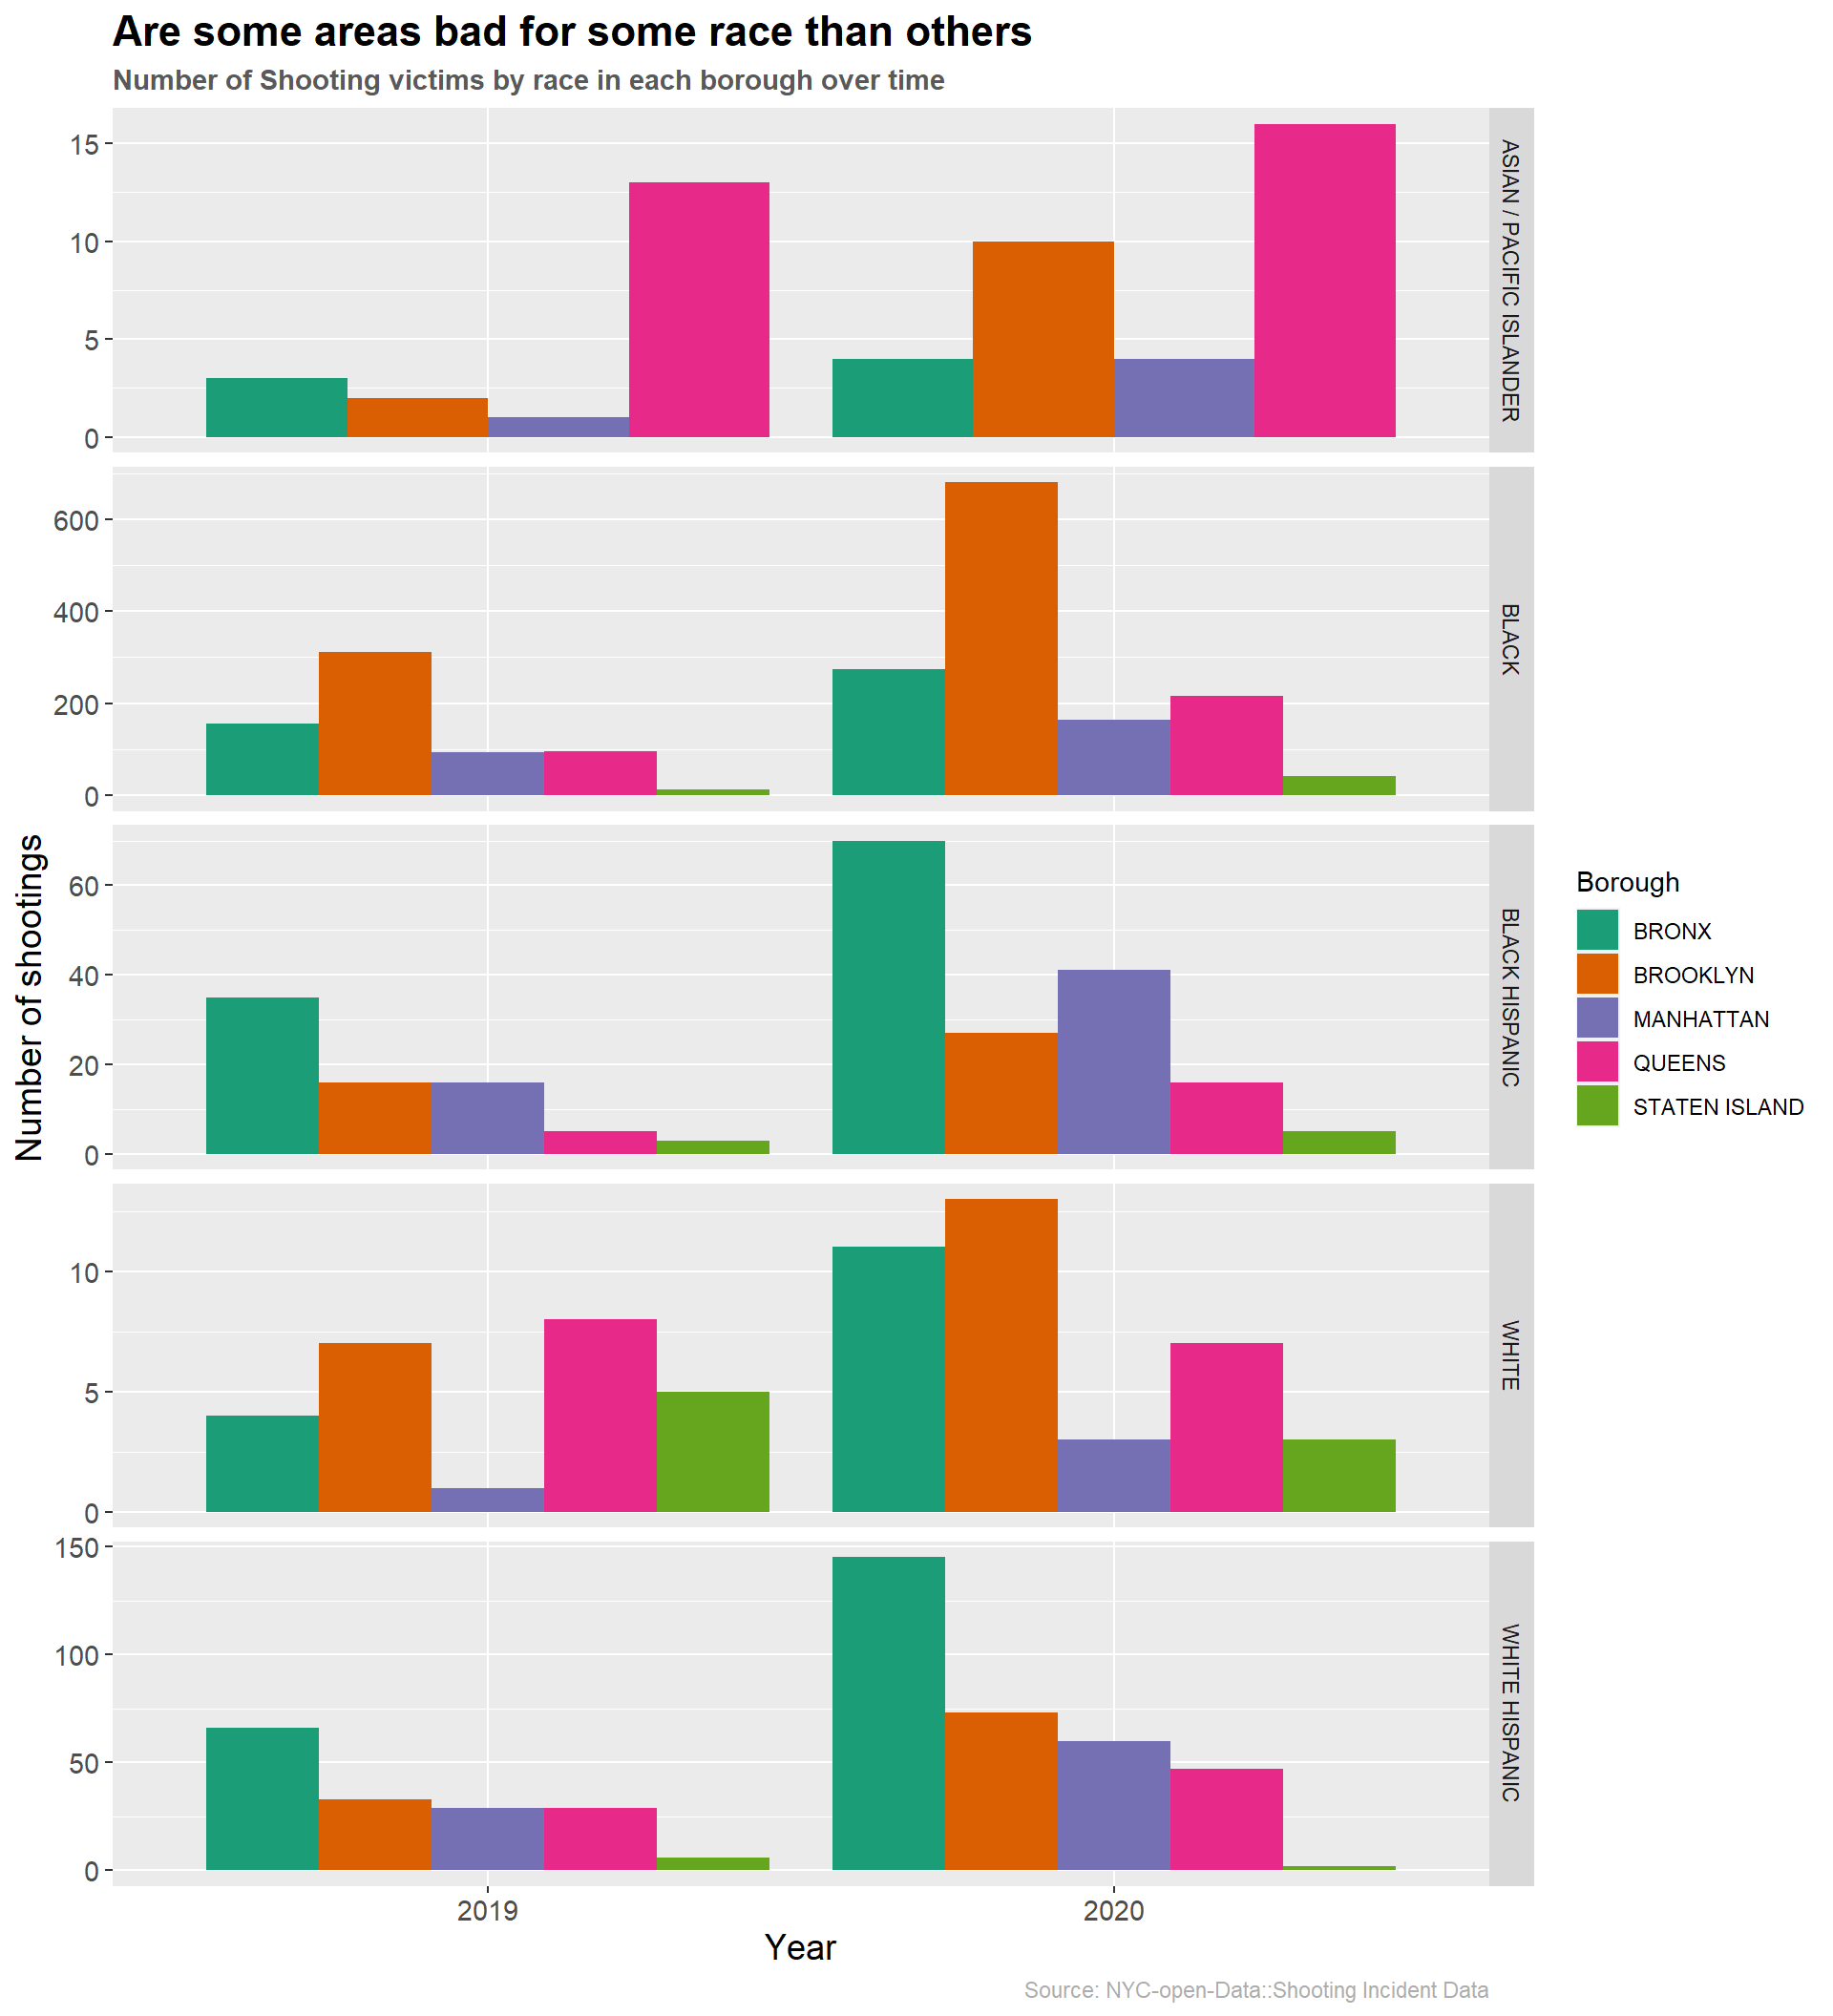 Are some areas bad for some race than others
Number of Shooting victims by race in each borough over time
15
10
5
0
ASIAN / PACIFIC ISLANDER
600
400
200
0
BLACK
60
40
20
0
BLACK HISPANIC
10
5
0
WHITE
150
100
50
0
WHITE HISPANIC
Number of shootings
2019
2020
Year
Borough
BRONX
BROOKLYN
MANHATTAN
QUEENS
STATEN ISLAND
Source: NYC-open-Data::Shooting Incident Data